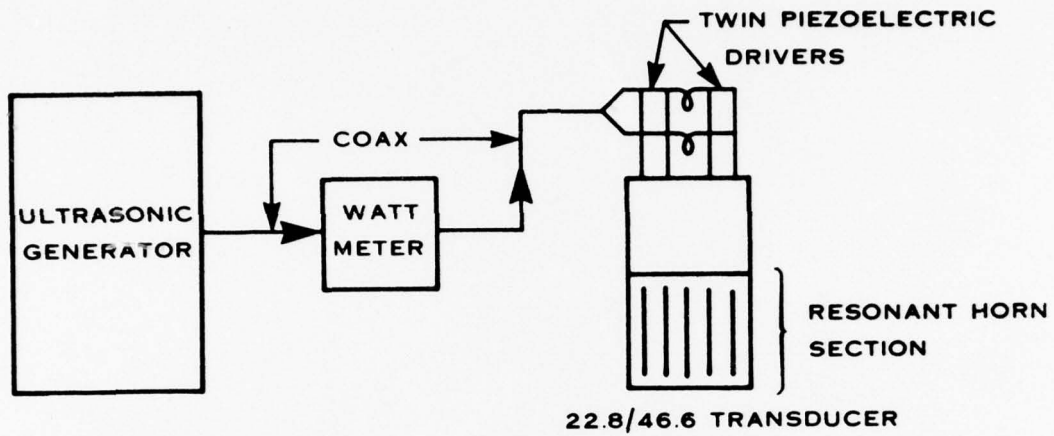 TWIN PIEZOELECTRIC
DRIVERS
COAX
ULTRASONIC
GENERATOR
WATT
METER
RESONANT HORN
SECTION
22.8/46.6 TRANSDUCER